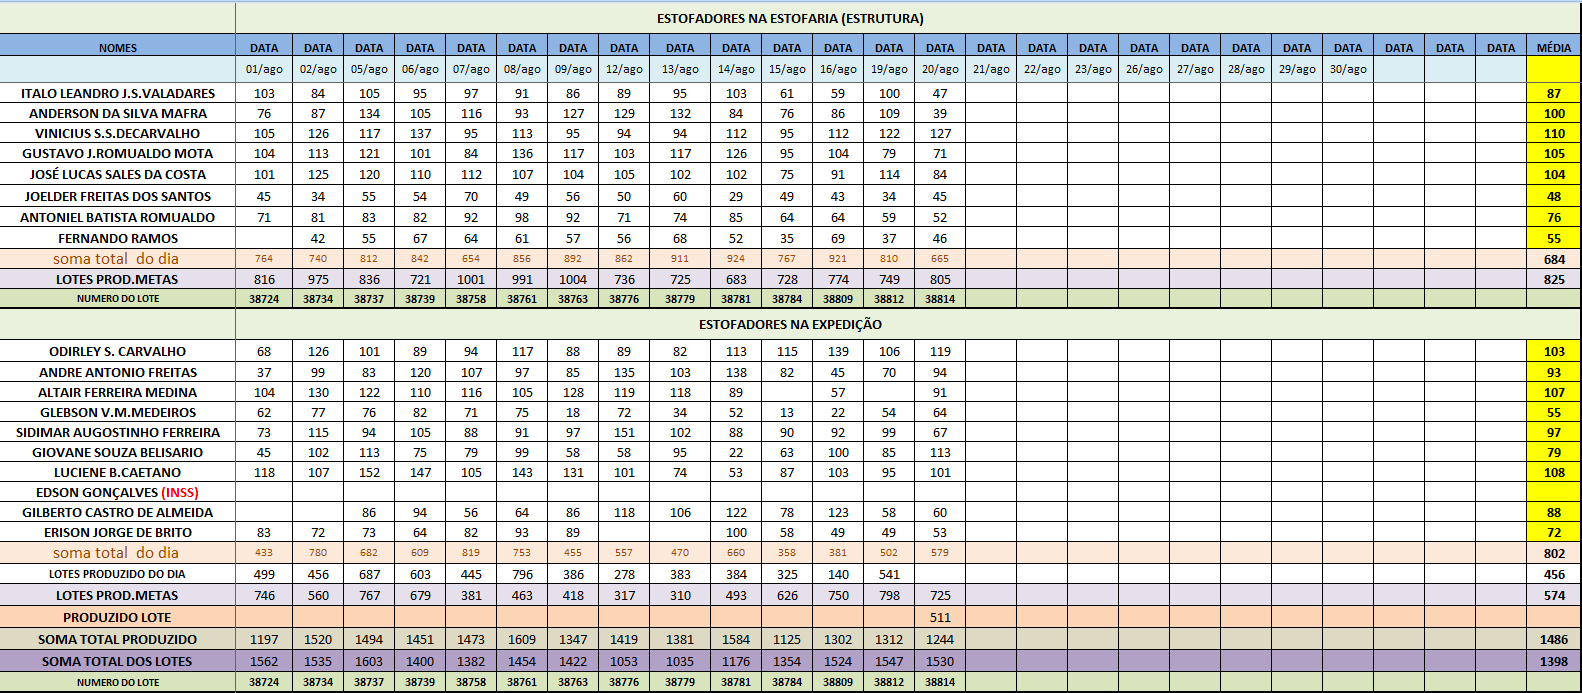 ESTOFADORES NA ESTOFARIA (ESTRUTURA)
NOMES DATA DATA DATA DATA DATA DATA DATA DATA DATA DATA DATA DATA DATA DATA DATA DATA DATA DATA DATA DATA DATA DATA DATA DATA DATA MÉDIA
01/ago 02/ago 05/ago 06/ago 07/ago 08/ago 09/ago 12/ago 13/ago 14/ago 15/ago 16/ago 19/ago 20/ago 21/ago 22/ago 23/ago 26/ago 27/ago 28/ago 29/ago 30/ago
ITALO LEANDRO J.S.VALADARES 103 84 105 95 97 91 86 89 95 103 61 59 100 47 87
ANDERSON DA SILVA MAFRA 76 87 134 105 116 93 127 129 132 84 76 86 109 39 100
VINICIUS S.S.DECARVALHO 105 126 117 137 95 113 95 94 94 112 95 112 122 127 110
GUSTAVO J.ROMUALDO MOTA 104 113 121 101 84 136 117 103 117 126 95 104 79 71 105
JOSÉ LUCAS SALES DA COSTA 101 125 120 110 112 107 104 105 102 102 75 91 114 84 104
JOELDER FREITAS DOS SANTOS 45 34 55 54 70 49 56 50 60 29 49 43 34 45 48
ANTONIEL BATISTA ROMUALDO 71 81 83 82 92 98 92 71 74 85 64 64 59 52 76
FERNANDO RAMOS 42 55 67 64 61 57 56 68 52 35 69 37 46 55
soma total do dia 764 740 812 842 654 856 892 862 911 924 767 921 810 665 684
LOTES PROD.METAS 816 975 836 721 1001 991 1004 736 725 683 728 774 749 805 825
NUMERO DO LOTE 38724 38734 38737 38739 38758 38761 38763 38776 38779 38781 38784 38809 38812 38814
ESTOFADORES NA EXPEDIÇÃO
ODIRLEY S. CARVALHO 68 126 101 89 94 117 88 89 82 113 115 139 106 119 103
ANDRE ANTONIO FREITAS 37 99 83 120 107 97 85 135 103 138 82 45 70 94 93
ALTAIR FERREIRA MEDINA 104 130 122 110 116 105 128 119 118 89 57 91 107
GLEBSON V.M.MEDEIROS 62 77 76 82 71 75 18 72 34 52 13 22 54 64 55
SIDIMAR AUGOSTINHO FERREIRA 73 115 94 105 88 91 97 151 102 88 90 92 99 67 97
GIOVANE SOUZA BELISARIO 45 102 113 75 79 99 58 58 95 22 63 100 85 113 79
LUCIENE B.CAETANO 118 107 152 147 105 143 131 101 74 53 87 103 95 101 108
EDSON GONÇALVES (INSS)
GILBERTO CASTRO DE ALMEIDA 86 94 56 64 86 118 106 122 78 123 58 60 88
ERISON JORGE DE BRITO 83 72 73 64 82 93 89 100 58 49 49 53 72
soma total do dia 433 780 682 609 819 753 455 557 470 660 358 381 502 579 802
LOTES PRODUZIDO DO DIA 499 456 687 603 445 796 386 278 383 384 325 140 541 456
LOTES PROD.METAS 746 560 767 679 381 463 418 317 310 493 626 750 798 725 574
PRODUZIDO LOTE 511
SOMA TOTAL PRODUZIDO 1197 1520 1494 1451 1473 1609 1347 1419 1381 1584 1125 1302 1312 1244 1486
SOMA TOTAL DOS LOTES 1562 1535 1603 1400 1382 1454 1422 1053 1035 1176 1354 1524 1547 1530 1398
NUMERO DO LOTE 38724 38734 38737 38739 38758 38761 38763 38776 38779 38781 38784 38809 38812 38814